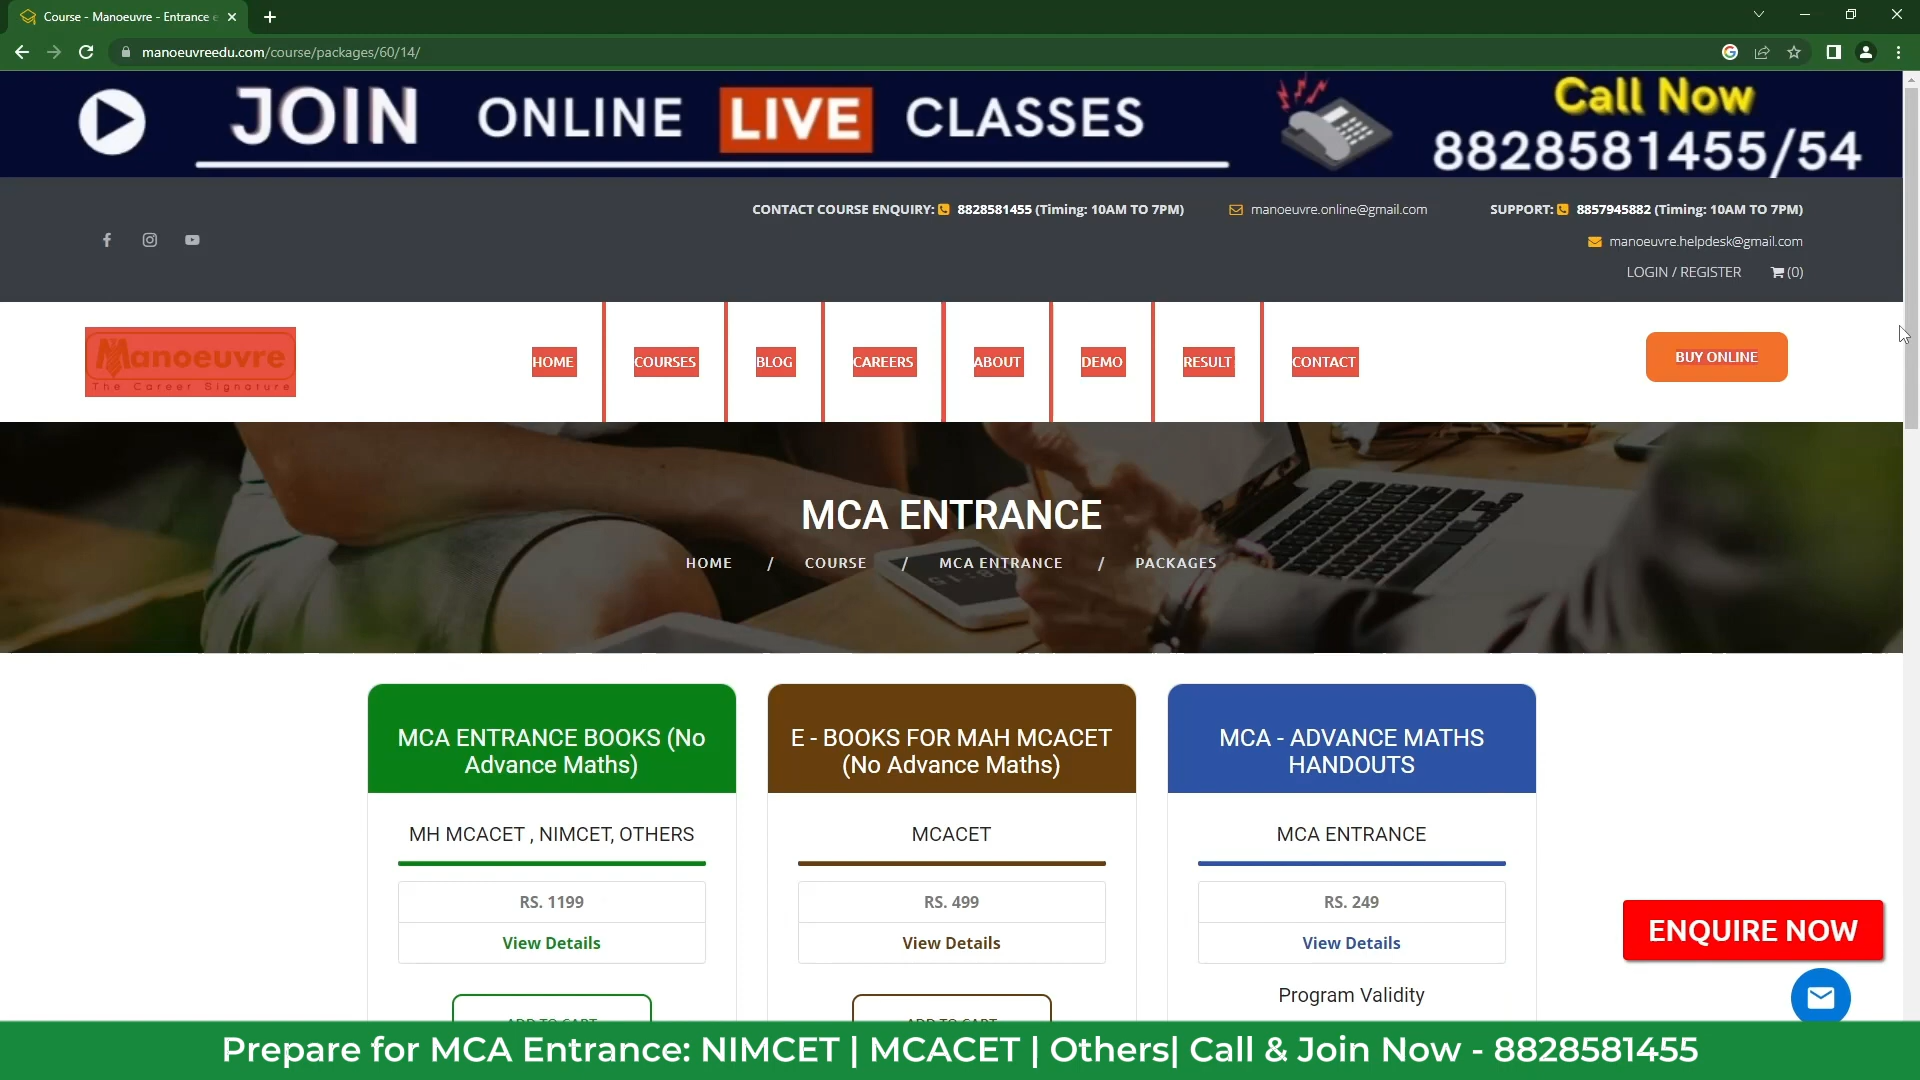 Course - Manoeuvre - Entrance e
manoeuvreedu.com/course/packages/60/14/
JOIN ONLINE LIVE CLASSES
Call Now
8828581455/54
CONTACT COURSE ENQUIRY: 8828581455 (Timing: 10AM TO 7PM) manoeuvre.online@gmail.com SUPPORT: 8857945882 (Timing: 10AM TO 7PM)
manoeuvre.helpdesk@gmail.com
LOGIN / REGISTER (0)
Manoeuvre
The Career Signature
HOME COURSES BLOG CAREERS ABOUT DEMO RESULT CONTACT BUY ONLINE
MCA ENTRANCE
HOME / COURSE / MCA ENTRANCE / PACKAGES
MCA ENTRANCE BOOKS (No
Advance Maths)
MH MCACET , NIMCET, OTHERS
RS. 1199
View Details
ADD TO CART
E - BOOKS FOR MAH MCACET
(No Advance Maths)
MCACET
RS. 499
View Details
ADD TO CART
MCA - ADVANCE MATHS
HANDOUTS
MCA ENTRANCE
RS. 249
View Details
Program Validity
ENQUIRE NOW
Prepare for MCA Entrance: NIMCET | MCACET | Others| Call & Join Now - 8828581455